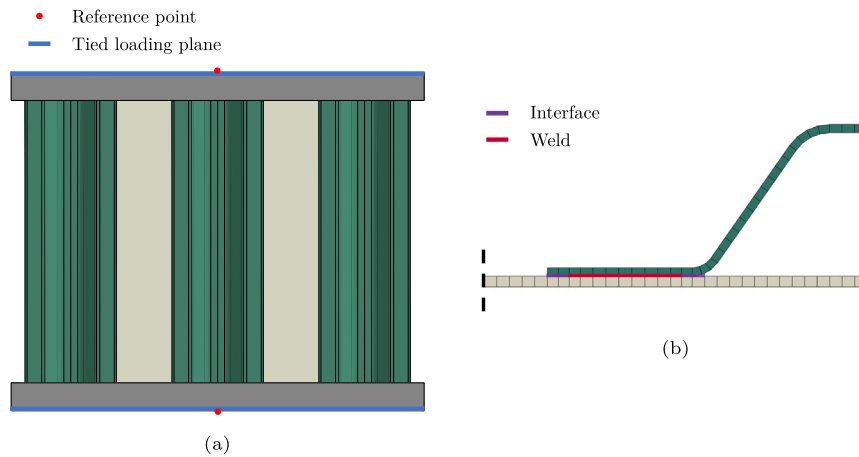 Reference point
Tied loading plane
Interface
Weld
(a)
(b)